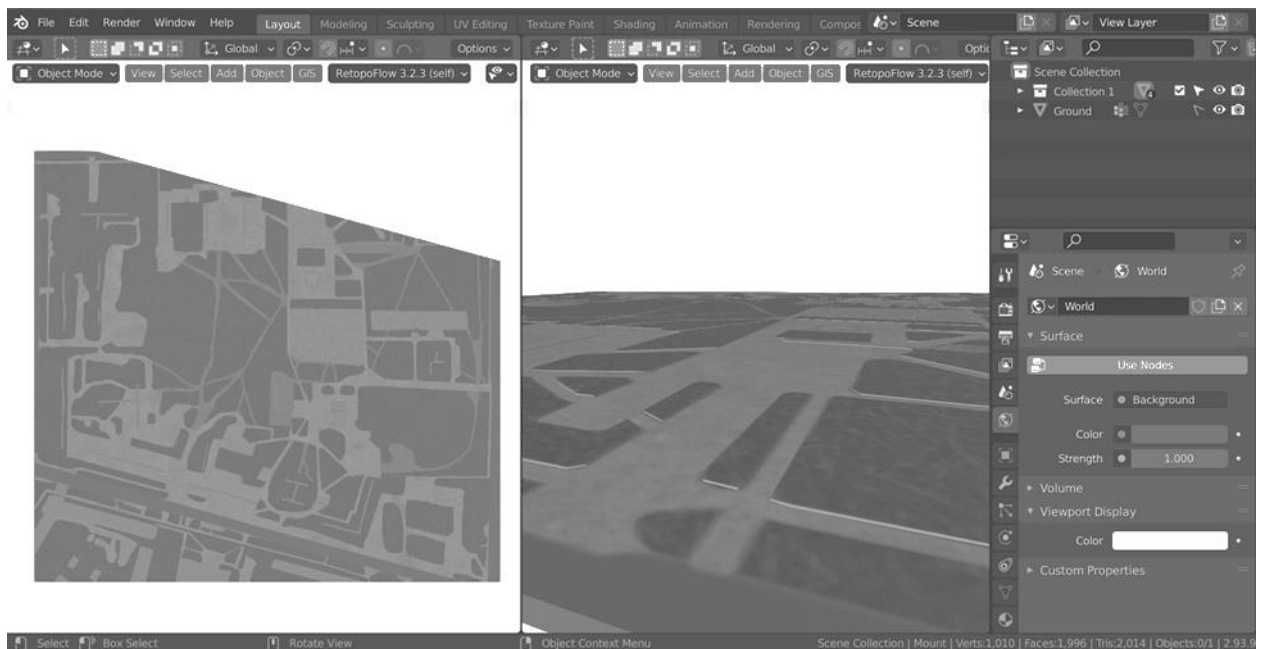 File Edit Render Window Help Layout Modeling Sculpting UV Editing Texture Paint Shading Animation Rendering Compos Scene View Layer
Global Options Global Optic
Object Mode View Select Add Object GIS RetopoFlow 3.2.3 (self) Object Mode View Select Add Object GIS RetopoFlow 3.2.3 (self)
Scene Collection
Collection 1 4
Ground
Scene World
World
Surface
Use Nodes
Surface Background
Color
Strength 1.000
Volume
Viewport Display
Color
Custom Properties
Select Box Select Rotate View Object Context Menu Scene Collection | Mount | Verts:1,010 | Faces:1,996 | Tris:2,014 | Objects:0/1 | 2.93.9